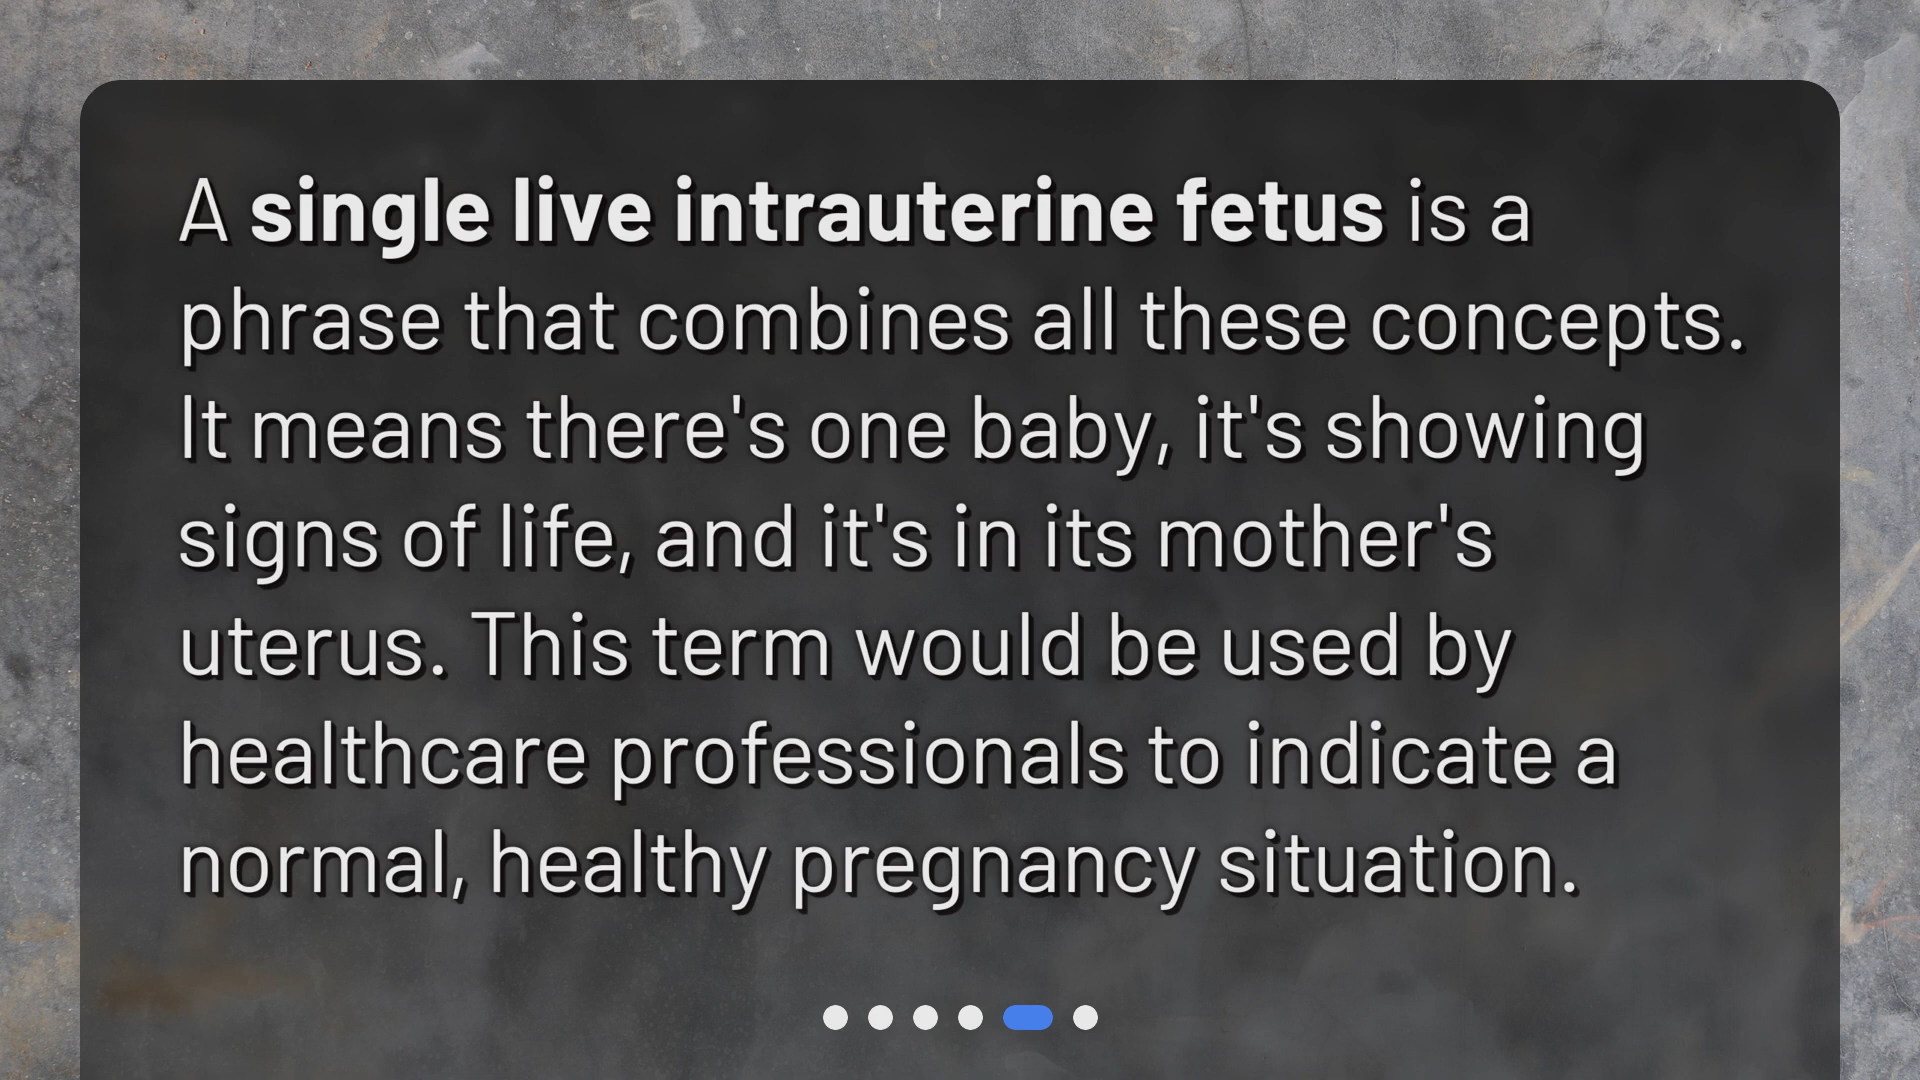 A single live intrauterine fetus is a
phrase that combines all these concepts.
It means there's one baby, it's showing
signs of life, and it's in its mother's
uterus. This term would be used by
healthcare professionals to indicate a
normal, healthy pregnancy situation.